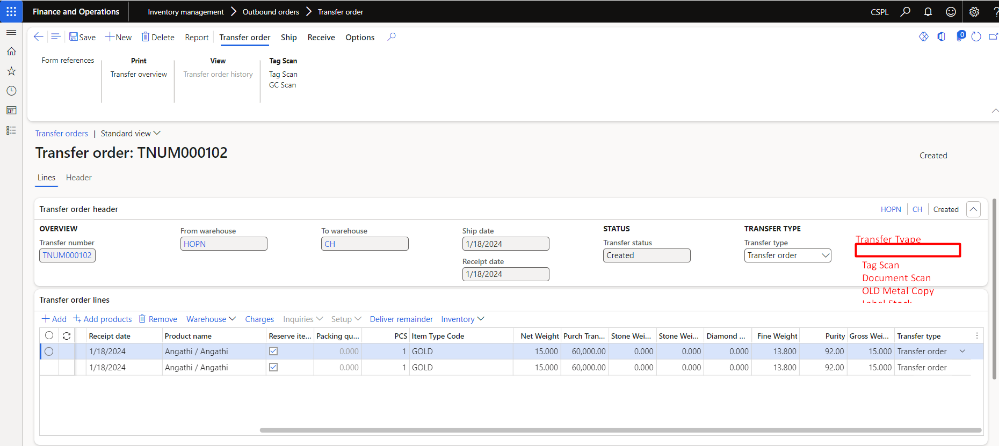 Finance and Operations
Inventory management > Outbound orders > Transfer order
CSPL
?
Save New Delete Report Transfer order Ship Receive Options
0
Form references
Print
Transfer overview
View
Transfer order history
Tag Scan
Tag Scan
GC Scan
Transfer orders | Standard view
Transfer order: TNUM000102
Created
Lines Header
Transfer order header
HOPN CH Created
OVERVIEW
Transfer number
TNUM000102
From warehouse
HOPN
To warehouse
CH
Ship date
1/18/2024
Receipt date
1/18/2024
STATUS
Transfer status
Created
TRANSFER TYPE
Transfer type
Transfer order
Transfer Tyape
Tag Scan
Document Scan
OLD Metal Copy
Label Stock
Transfer order lines
Add Add products Remove Warehouse Charges Inquiries Setup Deliver remainder Inventory
Receipt date Product name Reserve ite... Packing qu... PCS Item Type Code Net Weight Purch Tran... Stone Wei... Stone Wei... Diamond ... Fine Weight Purity Gross Wei... Transfer type
1/18/2024 Angathi / Angathi 0.000 1 GOLD 15.000 60,000.00 0.000 0.000 0.000 13.800 92.00 15.000 Transfer order
1/18/2024 Angathi / Angathi 0.000 1 GOLD 15.000 60,000.00 0.000 0.000 0.000 13.800 92.00 15.000 Transfer order